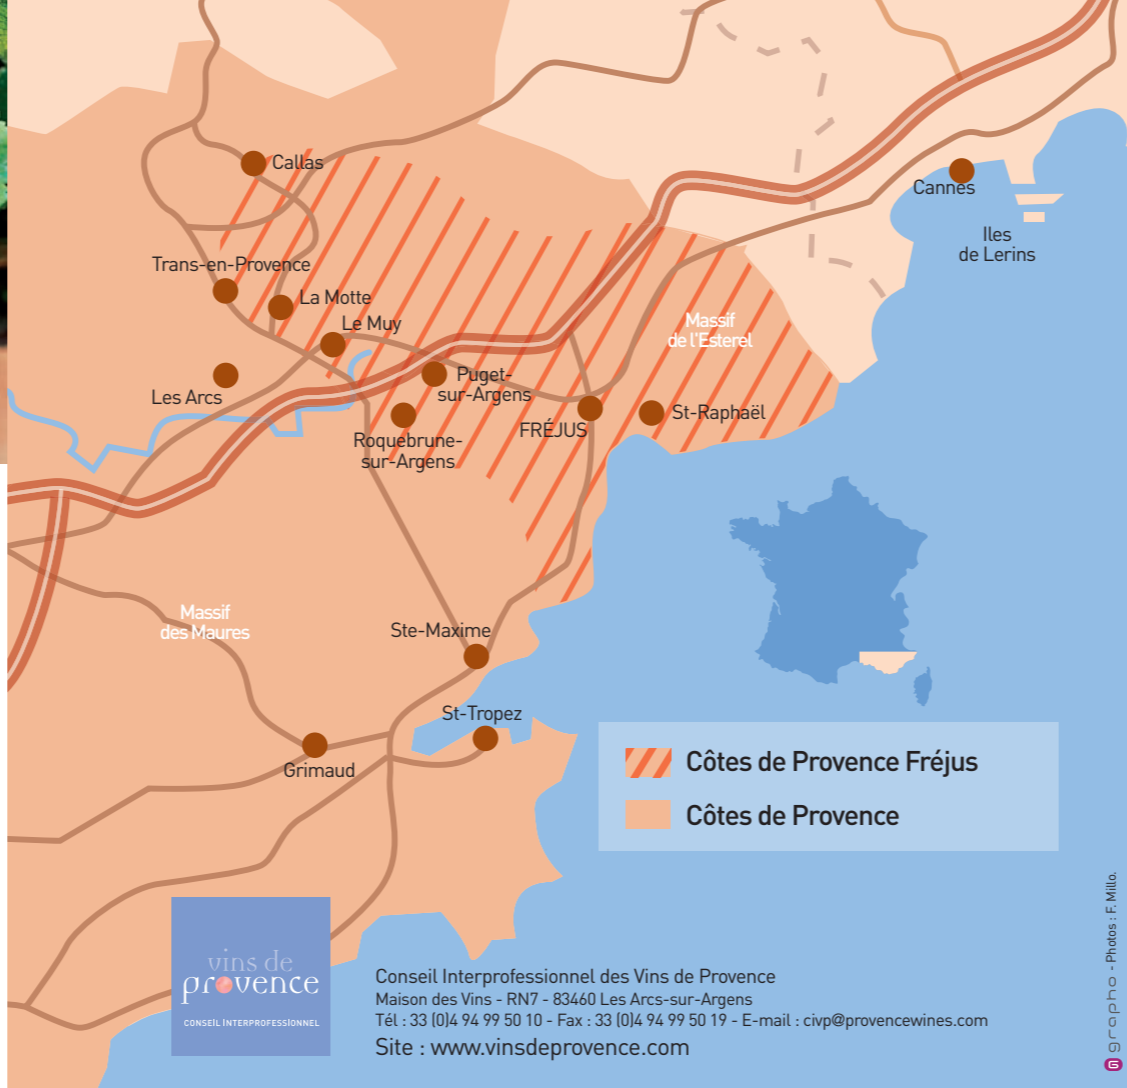 Callas
Cannes
Iles
de Lerins
Trans-en-Provence
La Motte
Le Muy
Massif
de l'Esterel
Les Arcs
Puget-
sur-Argens
St-Raphaël
FRÉJUS
Roquebrune-
sur-Argens
Massif
des Maures
Ste-Maxime
St-Tropez
Grimaud
Côtes de Provence Fréjus
Côtes de Provence
vins de
provence
CONSEIL INTERPROFESSIONNEL
Conseil Interprofessionnel des Vins de Provence
Maison des Vins - RN7 - 83460 Les Arcs-sur-Argens
Tél : 33 (0)4 94 99 50 10 - Fax : 33 (0)4 94 99 50 19 - E-mail : civp@provencewines.com
Site : www.vinsdeprovence.com
G grapho - Photos : F. Millo.